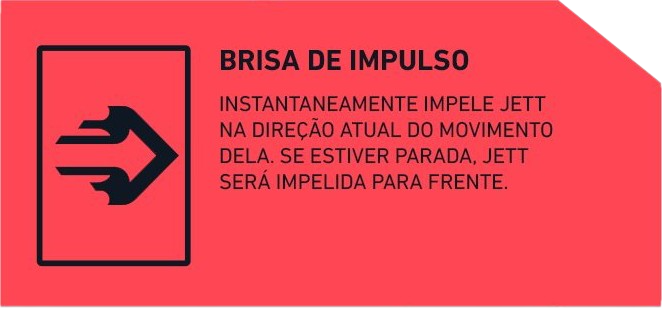 BRISA DE IMPULSO
INSTANTANEAMENTE IMPELE JETT
NA DIREÇÃO ATUAL DO MOVIMENTO
DELA. SE ESTIVER PARADA, JETT
SERÁ IMPELIDA PARA FRENTE.